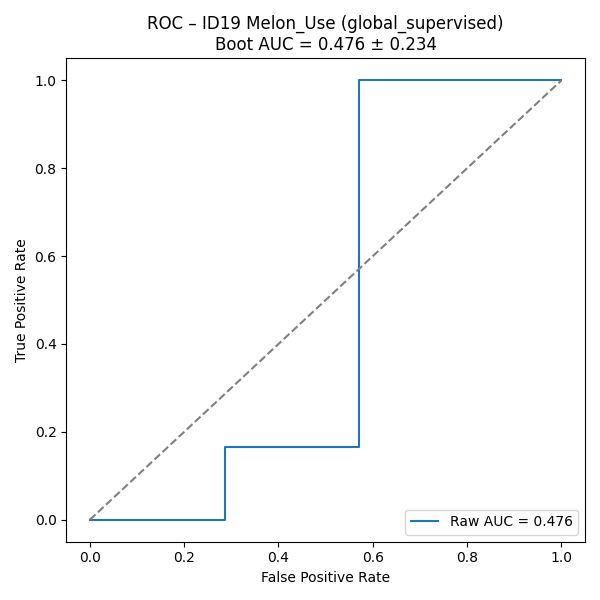 ROC – ID19 Melon_Use (global_supervised)
Boot AUC = 0.476 ± 0.234
1.0
0.8
0.6
0.4
0.2
0.0
True Positive Rate
Raw AUC = 0.476
0.0 0.2 0.4 0.6 0.8 1.0
False Positive Rate